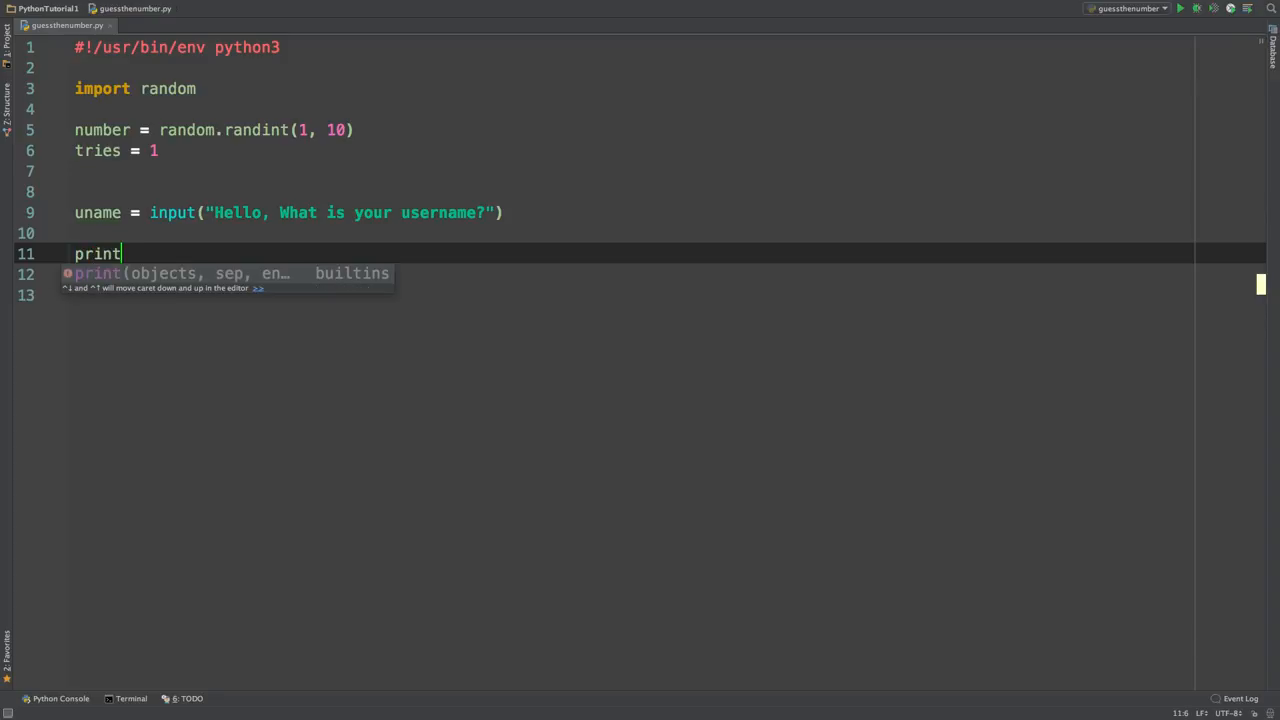 PythonTutorial1 guessthenumber.py guessthenumber
guessthenumber.py
1: Project
Z: Structure
2: Favorites
Database
1 #!/usr/bin/env python3
2
3 import random
4
5 number = random.randint(1, 10)
6 tries = 1
7
8
9 uname = input("Hello, What is your username?")
10
11 print
12 print(objects, sep, en… builtins
^↓ and ^↑ will move caret down and up in the editor >>
13
Python Console Terminal 6: TODO Event Log
11:6 LF÷ UTF-8÷